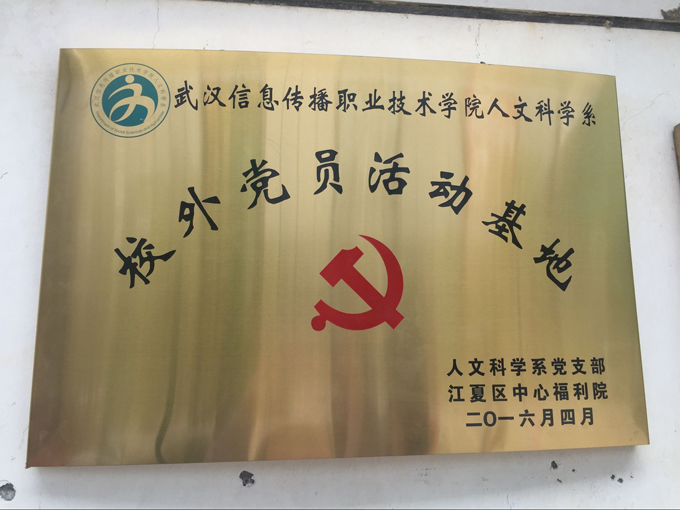 武汉信息传播职业技术学院人文科学系
校外党员活动基地
人文科学系党支部
江夏区中心福利院
二〇一六月四月